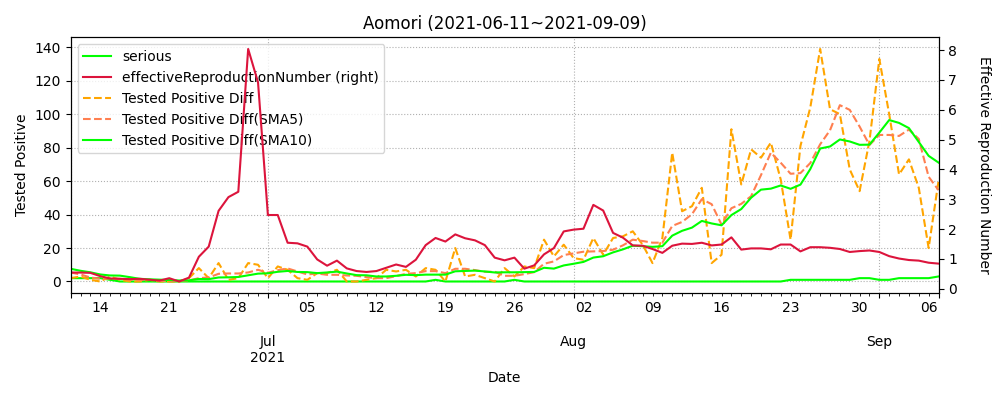 Aomori (2021-06-11~2021-09-09)
serious
effectiveReproductionNumber (right)
Tested Positive Diff
Tested Positive Diff(SMA5)
Tested Positive Diff(SMA10)
Tested Positive
140
120
100
80
60
40
20
0
8
7
6
5
4
3
2
1
0
Effective Reproduction Number
14 21 28 05 12 19 26 02 09 16 23 30 06
Jul Aug Sep
2021
Date